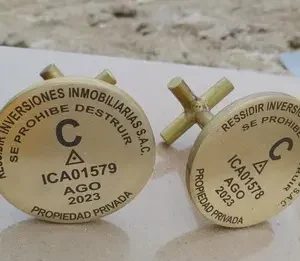 RESSIDIR INVERSIONES INMOBILIARIAS S.A.C.
SE PROHIBE DESTRUIR
C
ICA01579
AGO
2023
PROPIEDAD PRIVADA
RESSIDIR INVERSIONES
SE PROHIBE DE
C
ICA01578
AGO
2023
PROPIEDAD PRIVADA